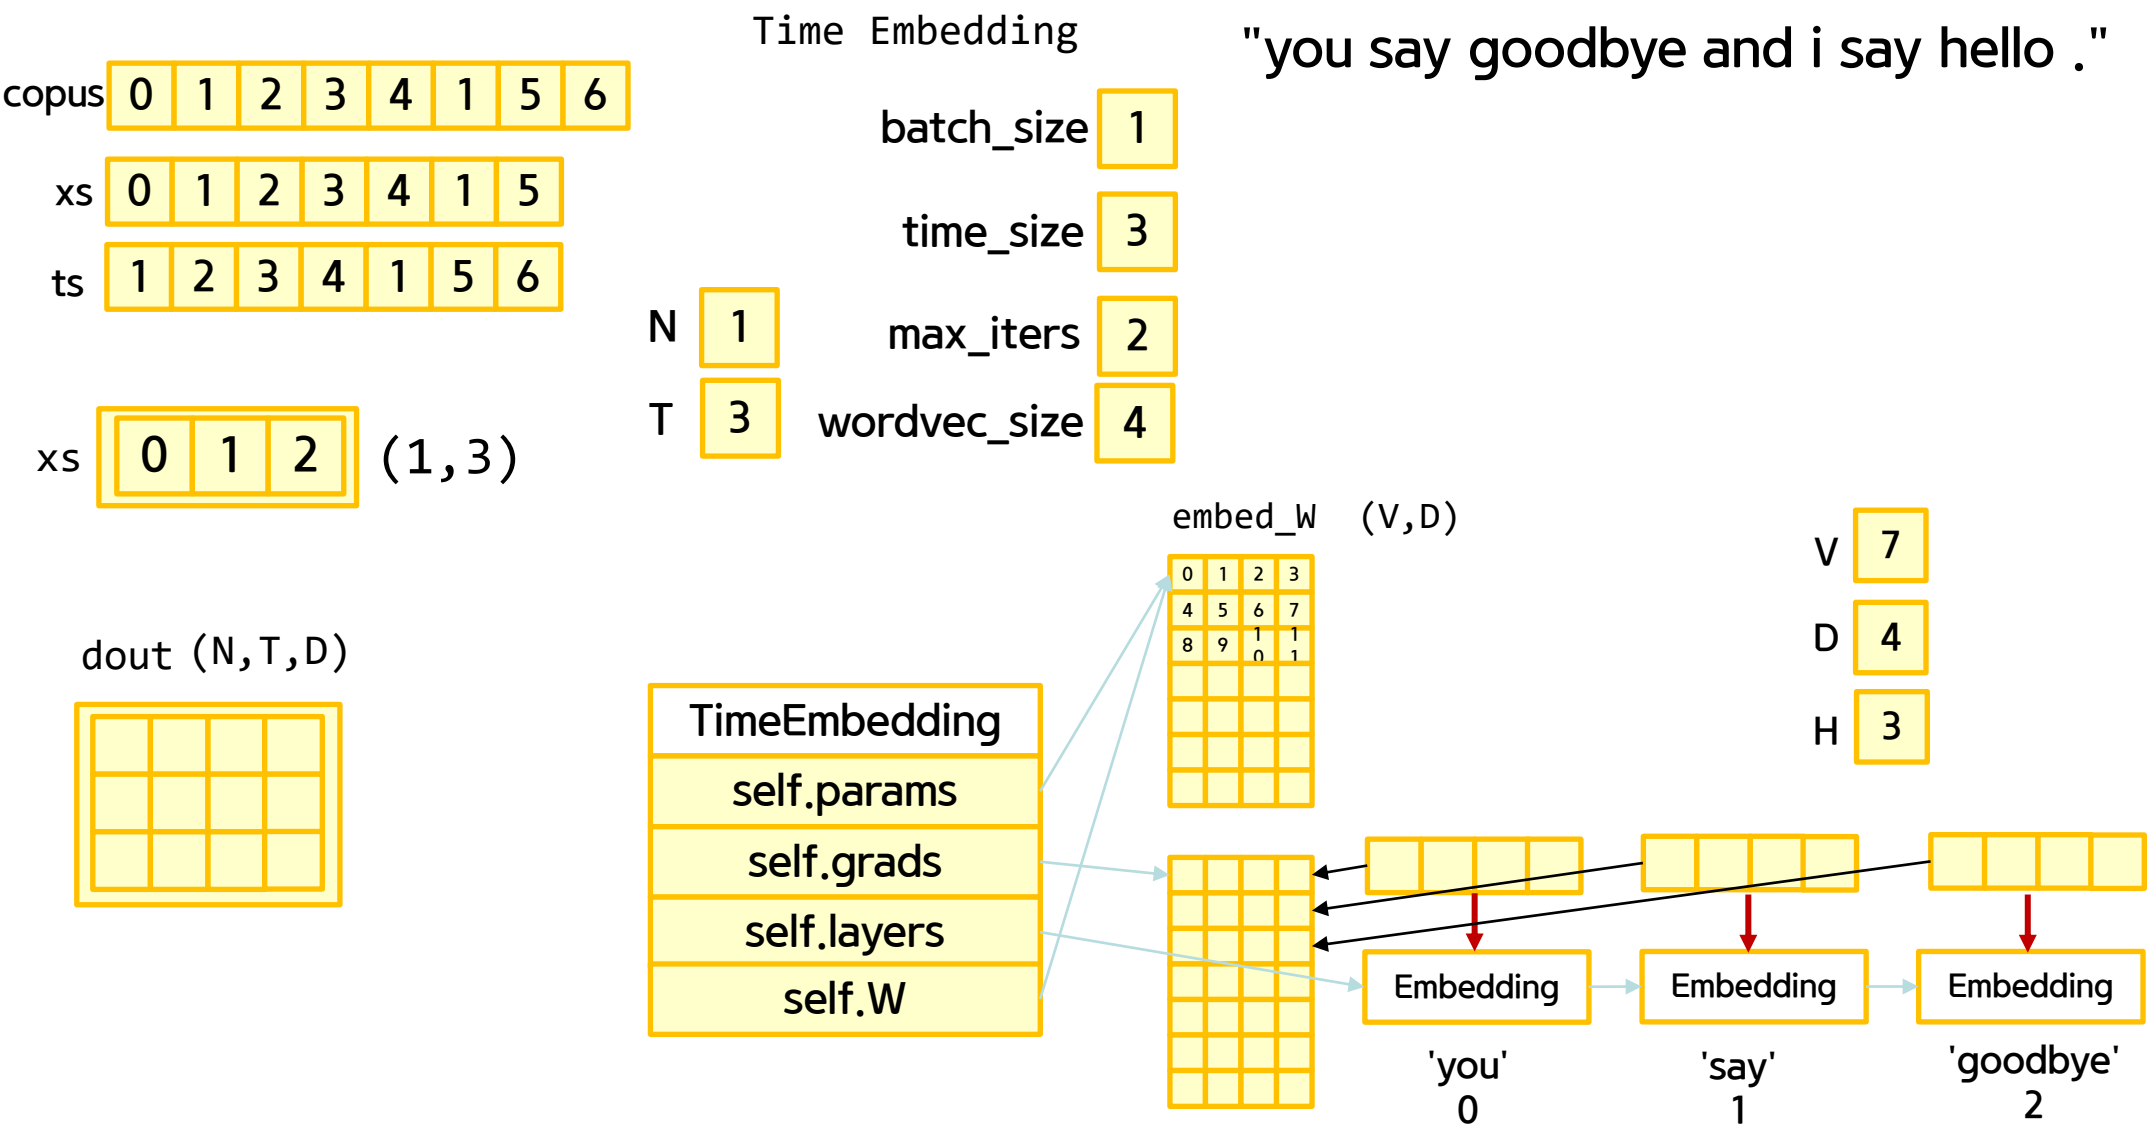 Time Embedding
"you say goodbye and i say hello ."
copus 0 1 2 3 4 1 5 6
xs 0 1 2 3 4 1 5
ts 1 2 3 4 1 5 6
batch_size 1
time_size 3
max_iters 2
wordvec_size 4
N 1
T 3
xs 0 1 2 (1,3)
embed_W (V,D)
0 1 2 3
4 5 6 7
8 9 10 11
V 7
D 4
H 3
dout (N,T,D)
TimeEmbedding
self.params
self.grads
self.layers
self.W
Embedding Embedding Embedding
'you' 'say' 'goodbye'
0 1 2